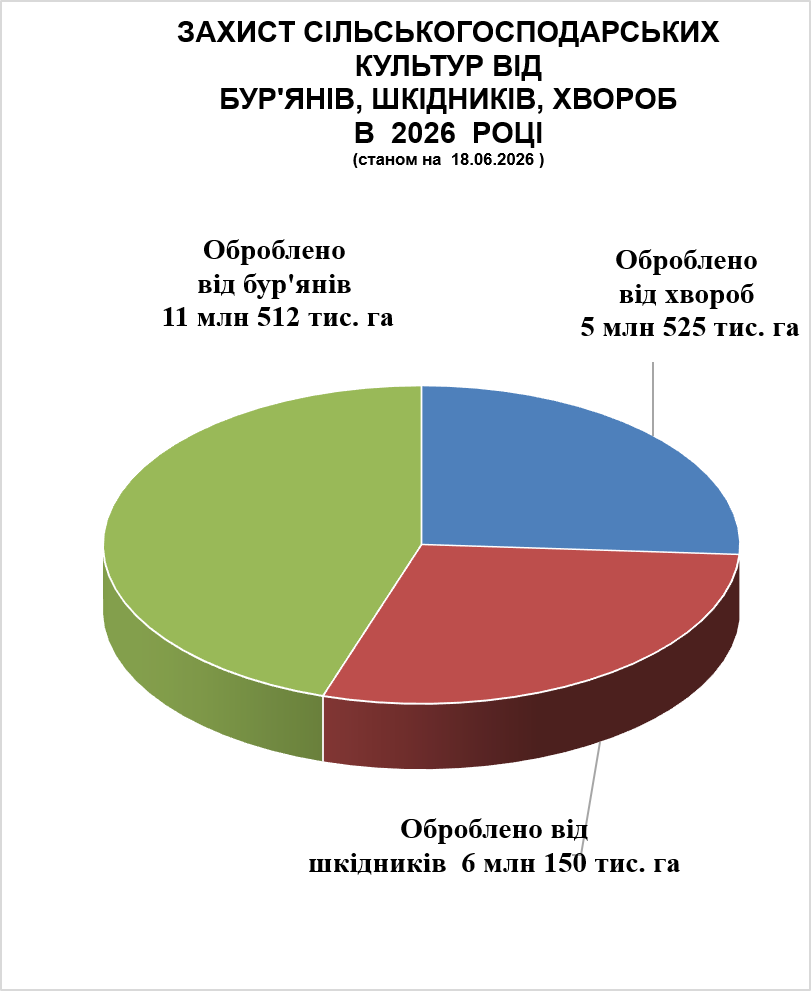 ЗАХИСТ СІЛЬСЬКОГОСПОДАРСЬКИХ
КУЛЬТУР ВІД
БУР'ЯНІВ, ШКІДНИКІВ, ХВОРОБ
В 2026 РОЦІ
(станом на 18.06.2026 )
Оброблено
від бур'янів
11 млн 512 тис. га
Оброблено
від хвороб
5 млн 525 тис. га
Оброблено від
шкідників 6 млн 150 тис. га